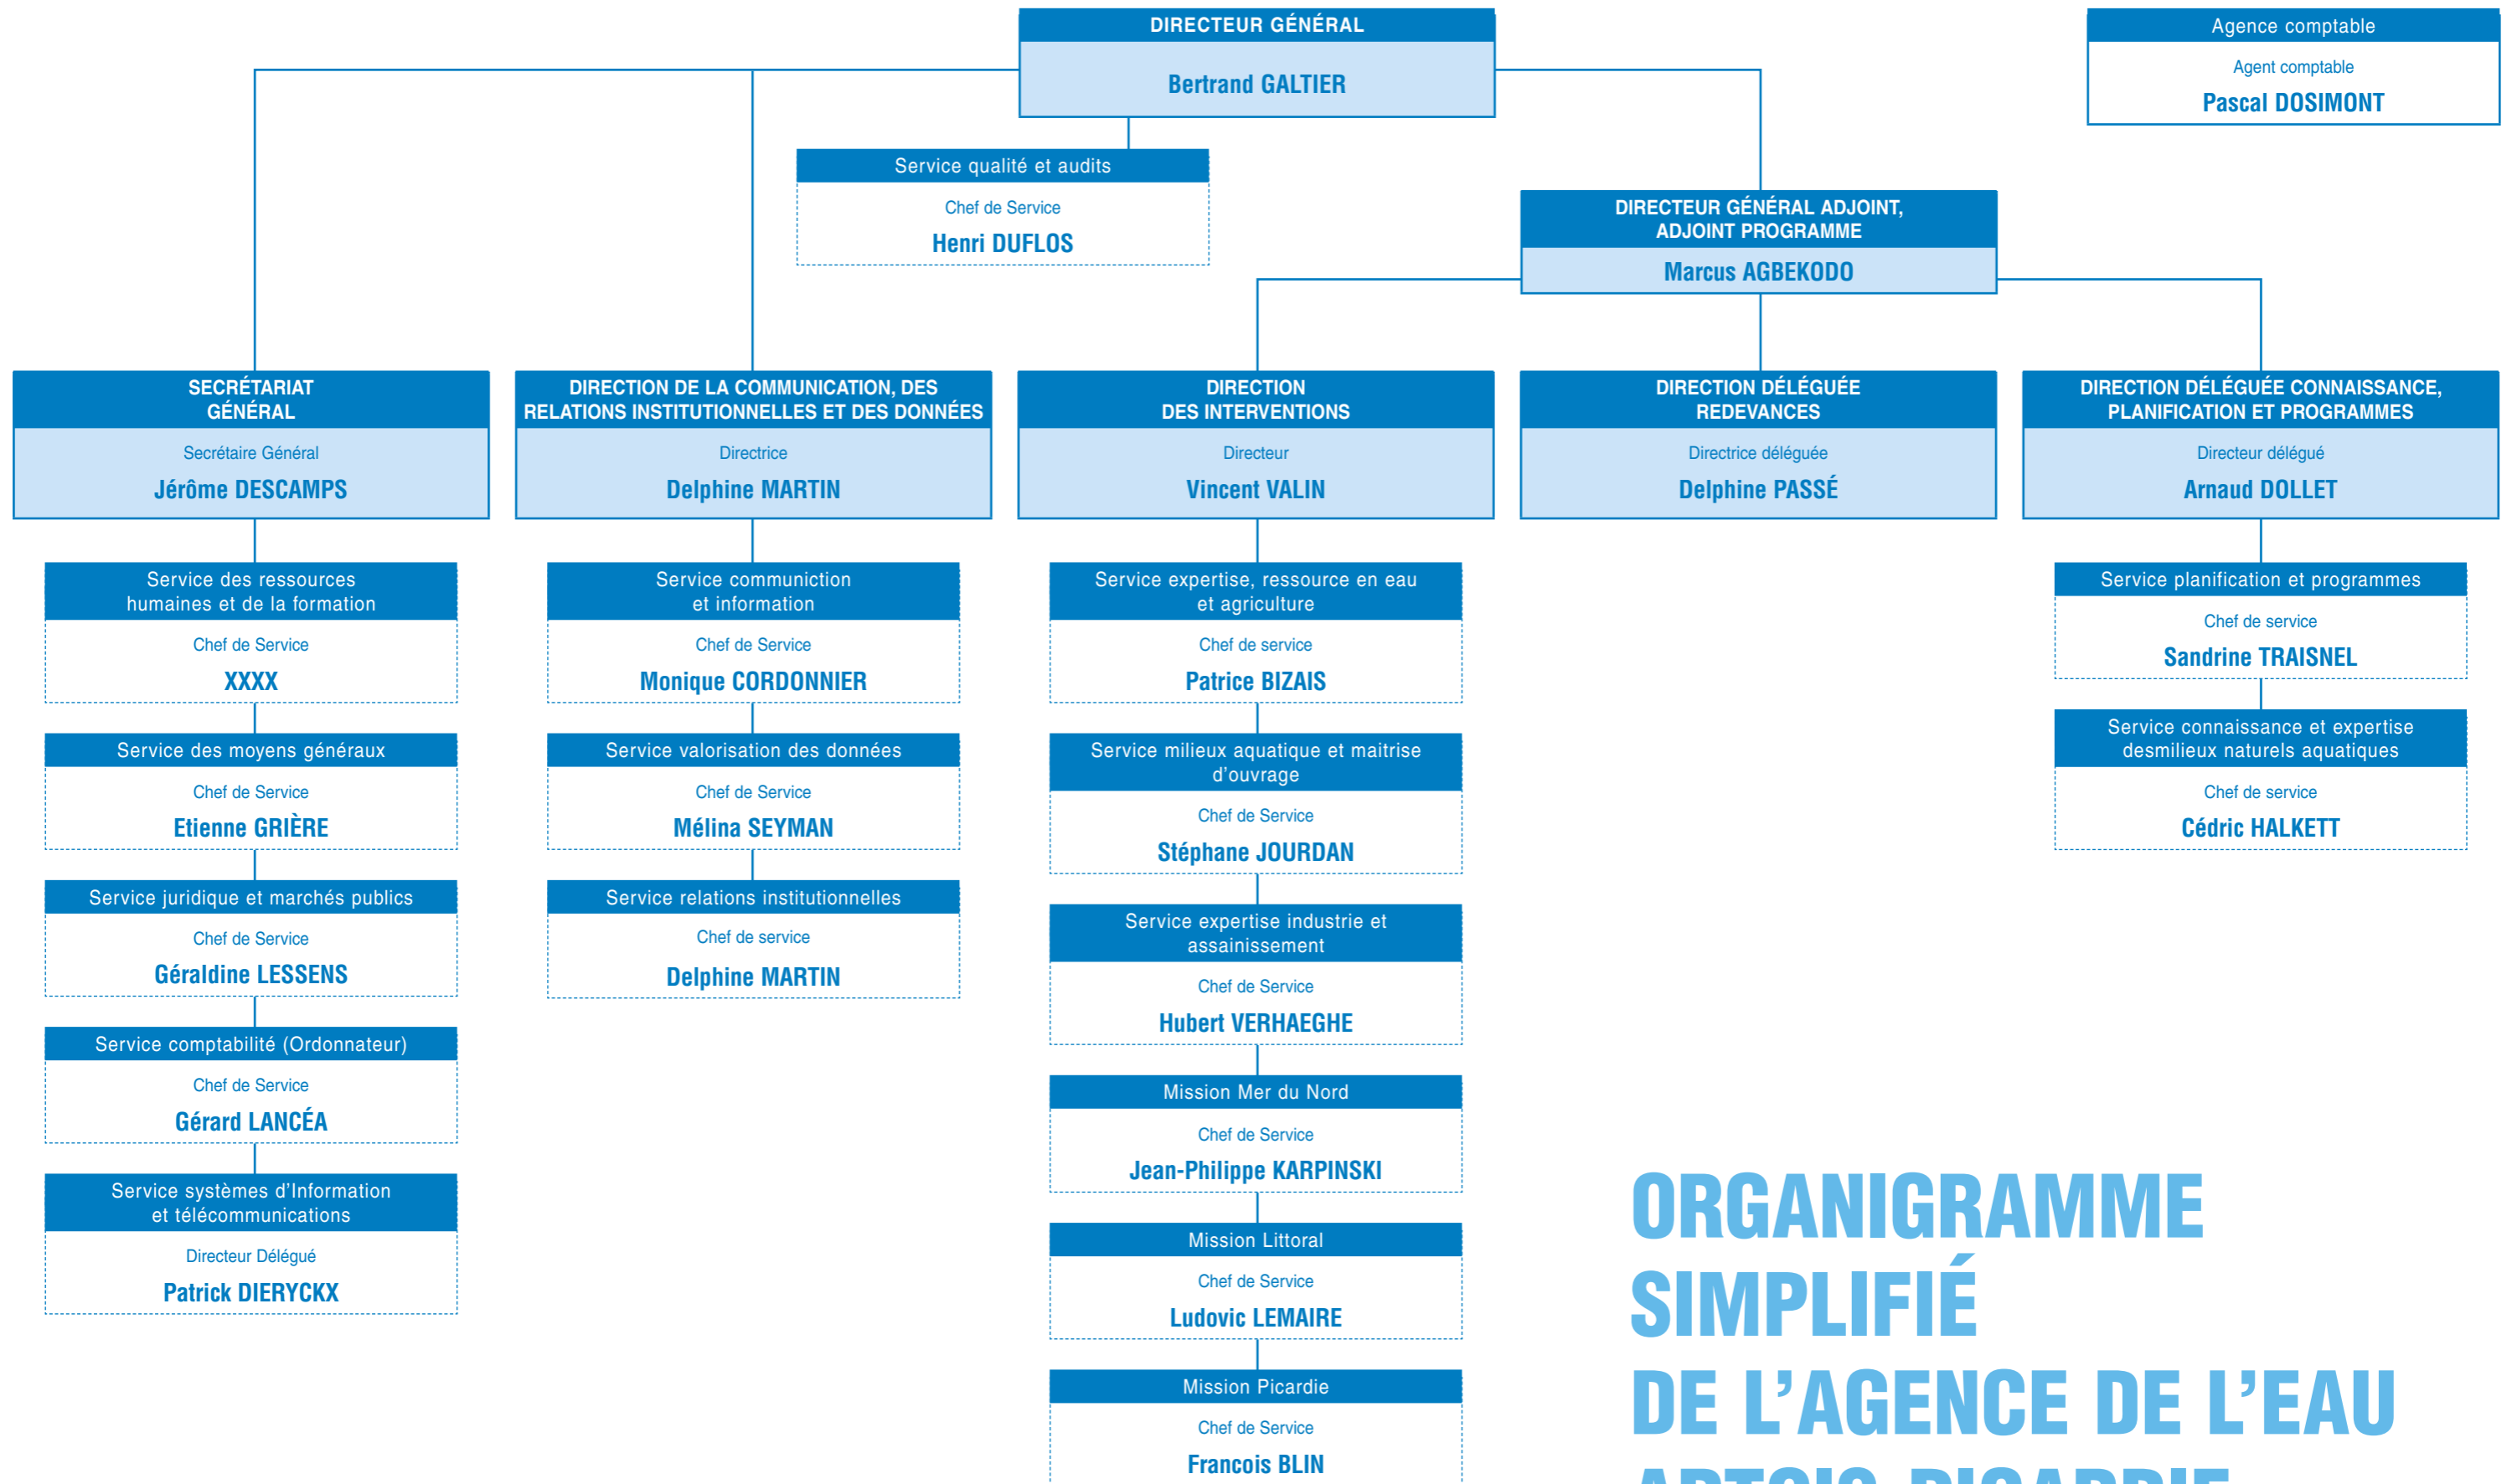 DIRECTEUR GÉNÉRAL
Bertrand GALTIER
Agence comptable
Agent comptable
Pascal DOSIMONT
Service qualité et audits
Chef de Service
Henri DUFLOS
DIRECTEUR GÉNÉRAL ADJOINT,
ADJOINT PROGRAMME
Marcus AGBEKODO
SECRÉTARIAT
GÉNÉRAL
Secrétaire Général
Jérôme DESCAMPS
Service des ressources
humaines et de la formation
Chef de Service
XXXX
Service des moyens généraux
Chef de Service
Etienne GRIÈRE
Service juridique et marchés publics
Chef de Service
Géraldine LESSENS
Service comptabilité (Ordonnateur)
Chef de Service
Gérard LANCÉA
Service systèmes d'Information
et télécommunications
Directeur Délégué
Patrick DIERYCKX
DIRECTION DE LA COMMUNICATION, DES
RELATIONS INSTITUTIONNELLES ET DES DONNÉES
Directrice
Delphine MARTIN
Service communiction
et information
Chef de Service
Monique CORDONNIER
Service valorisation des données
Chef de Service
Mélina SEYMAN
Service relations institutionnelles
Chef de service
Delphine MARTIN
DIRECTION
DES INTERVENTIONS
Directeur
Vincent VALIN
Service expertise, ressource en eau
et agriculture
Chef de service
Patrice BIZAIS
Service milieux aquatique et maitrise
d'ouvrage
Chef de Service
Stéphane JOURDAN
Service expertise industrie et
assainissement
Chef de Service
Hubert VERHAEGHE
Mission Mer du Nord
Chef de Service
Jean-Philippe KARPINSKI
Mission Littoral
Chef de Service
Ludovic LEMAIRE
Mission Picardie
Chef de Service
Francois BLIN
DIRECTION DÉLÉGUÉE
REDEVANCES
Directrice déléguée
Delphine PASSÉ
DIRECTION DÉLÉGUÉE CONNAISSANCE,
PLANIFICATION ET PROGRAMMES
Directeur délégué
Arnaud DOLLET
Service planification et programmes
Chef de service
Sandrine TRAISNEL
Service connaissance et expertise
desmilieux naturels aquatiques
Chef de service
Cédric HALKETT
ORGANIGRAMME
SIMPLIFIÉ
DE L'AGENCE DE L'EAU
ARTOIS-PICARDIE